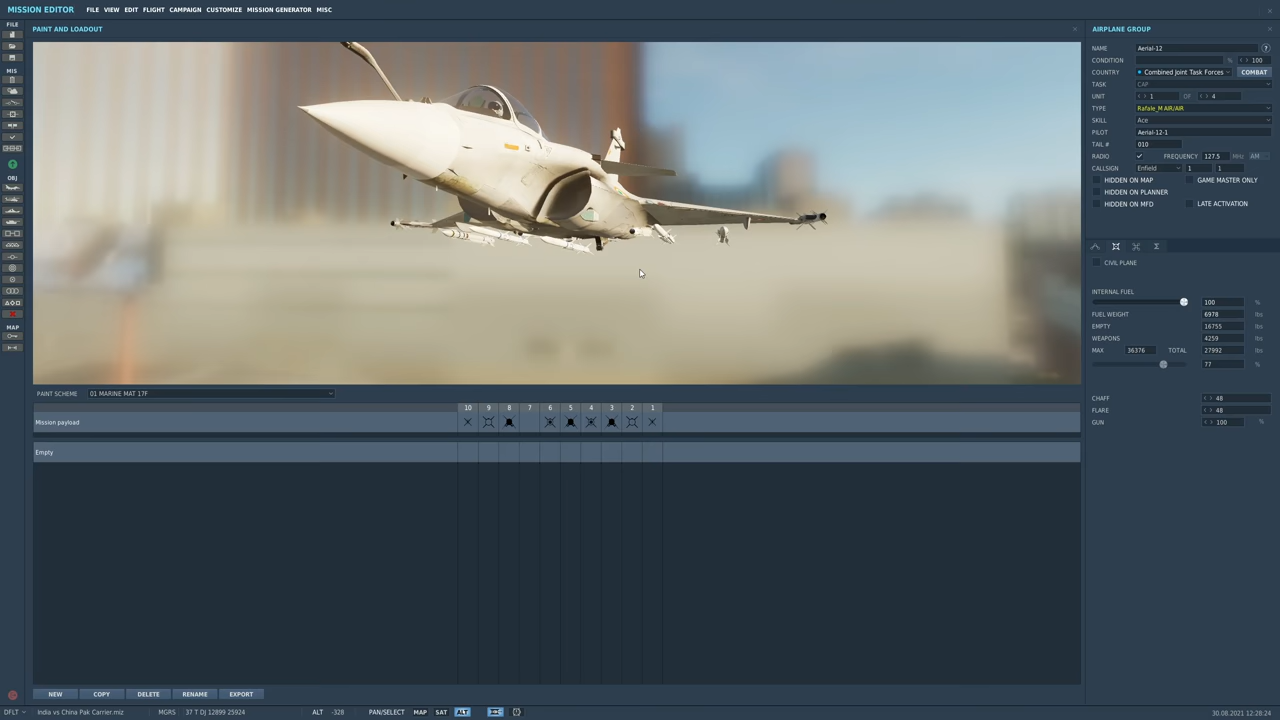 MISSION EDITOR FILE VIEW EDIT FLIGHT CAMPAIGN CUSTOMIZE MISSION GENERATOR MISC
FILE
MIS
OBJ
MAP
PAINT AND LOADOUT
PAINT SCHEME 01 MARINE MAT 17F
10 9 8 7 6 5 4 3 2 1
Mission payload
Empty
NEW COPY DELETE RENAME EXPORT
AIRPLANE GROUP
NAME Aerial-12 ?
CONDITION % < > 100
COUNTRY Combined Joint Task Forces COMBAT
TASK CAP
UNIT < > 1 OF < > 4
TYPE Rafale_M AIR/AIR
SKILL Ace
PILOT Aerial-12-1
TAIL # 010
RADIO FREQUENCY 127.5 MHz AM
CALLSIGN Enfield 1 1
HIDDEN ON MAP GAME MASTER ONLY
HIDDEN ON PLANNER
HIDDEN ON MFD LATE ACTIVATION
CIVIL PLANE
INTERNAL FUEL 100 %
FUEL WEIGHT 6978 lbs
EMPTY 16755 lbs
WEAPONS 4259 lbs
MAX 36376 TOTAL 27992 lbs
77 %
CHAFF < > 48
FLARE < > 48
GUN < > 100 %
DFLT India vs China Pak Carrier.miz MGRS 37 T DJ 12899 25924 ALT -328 PAN/SELECT MAP SAT ALT 30.08.2021 12:28:24